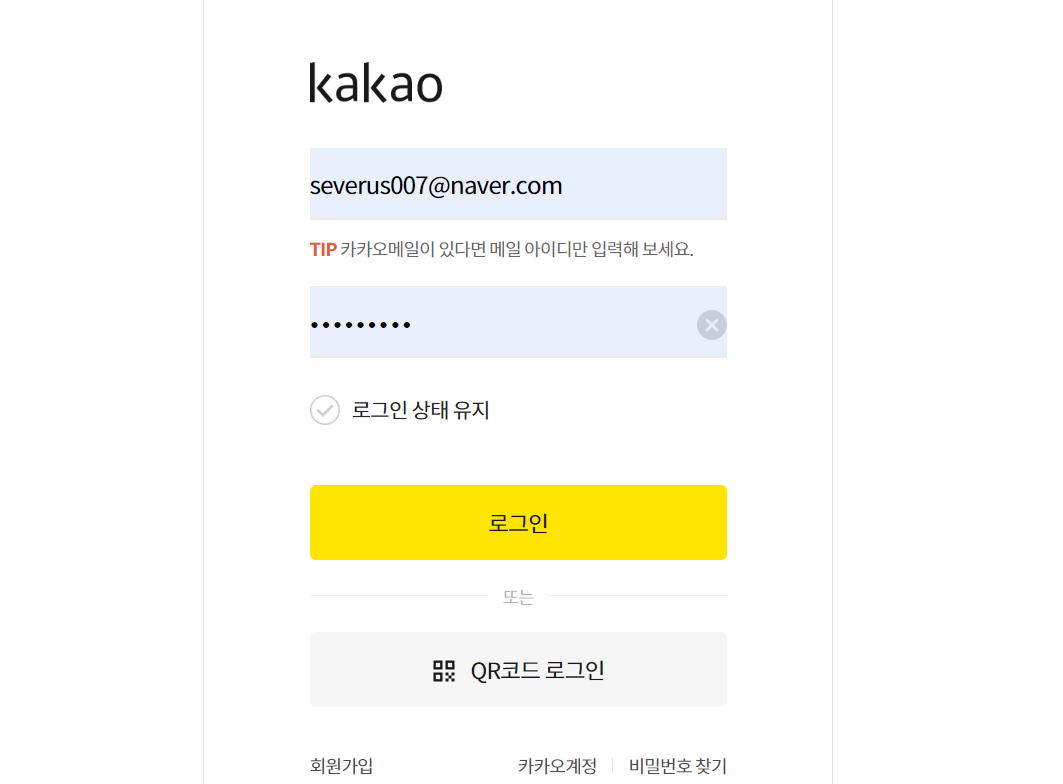 kakao
severus007@naver.com
TIP 카카오메일이 있다면 메일 아이디만 입력해 보세요.
•••••••••
로그인 상태 유지
로그인
또는
QR코드 로그인
회원가입 카카오계정 비밀번호 찾기